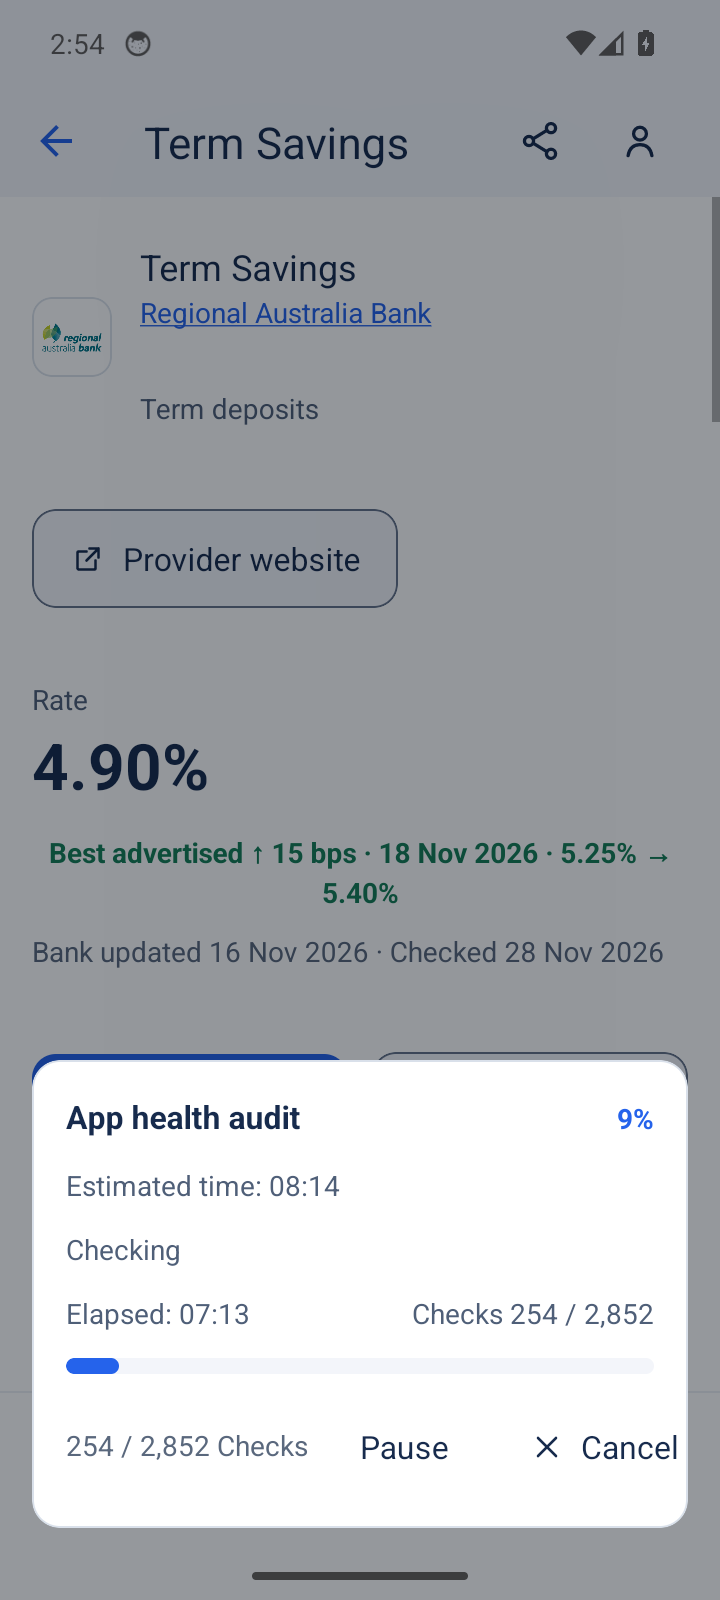 2:54
Term Savings
Term Savings
Regional Australia Bank
regional
australia bank
Term deposits
Provider website
Rate
4.90%
Best advertised ↑ 15 bps · 18 Nov 2026 · 5.25% →
5.40%
Bank updated 16 Nov 2026 · Checked 28 Nov 2026
App health audit 9%
Estimated time: 08:14
Checking
Elapsed: 07:13 Checks 254 / 2,852
254 / 2,852 Checks Pause Cancel